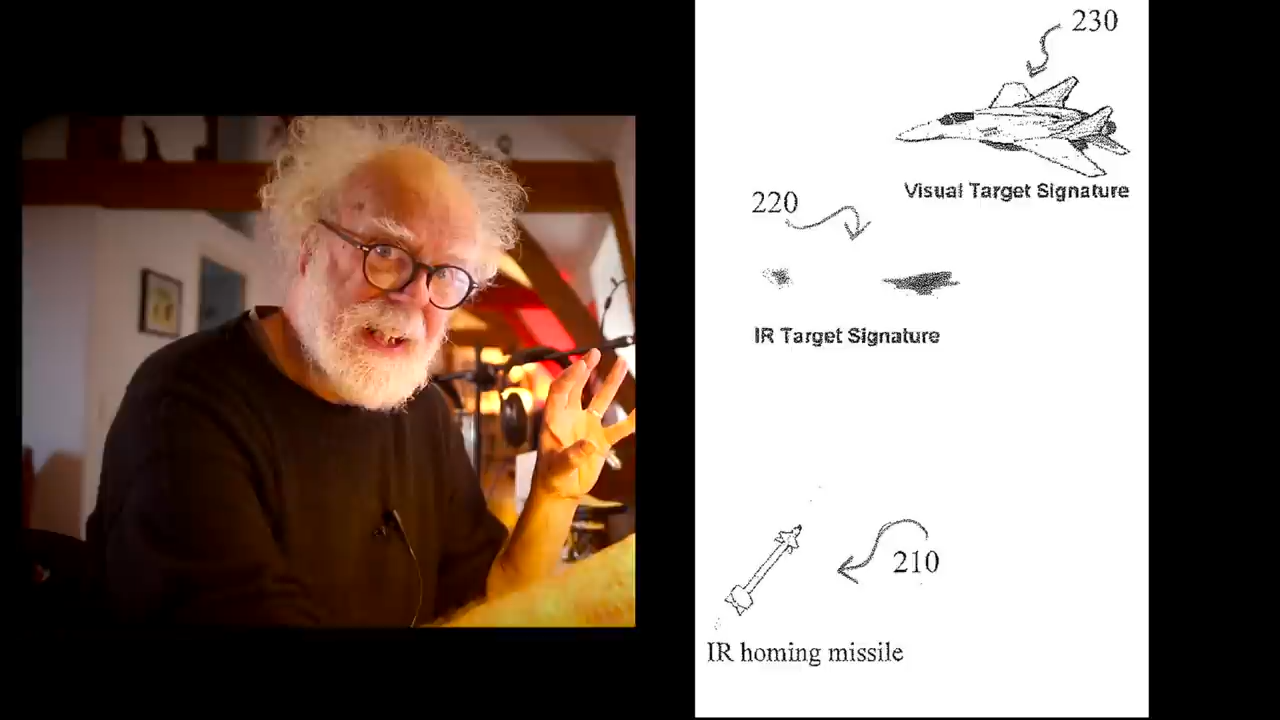 230
Visual Target Signature
220
IR Target Signature
210
IR homing missile